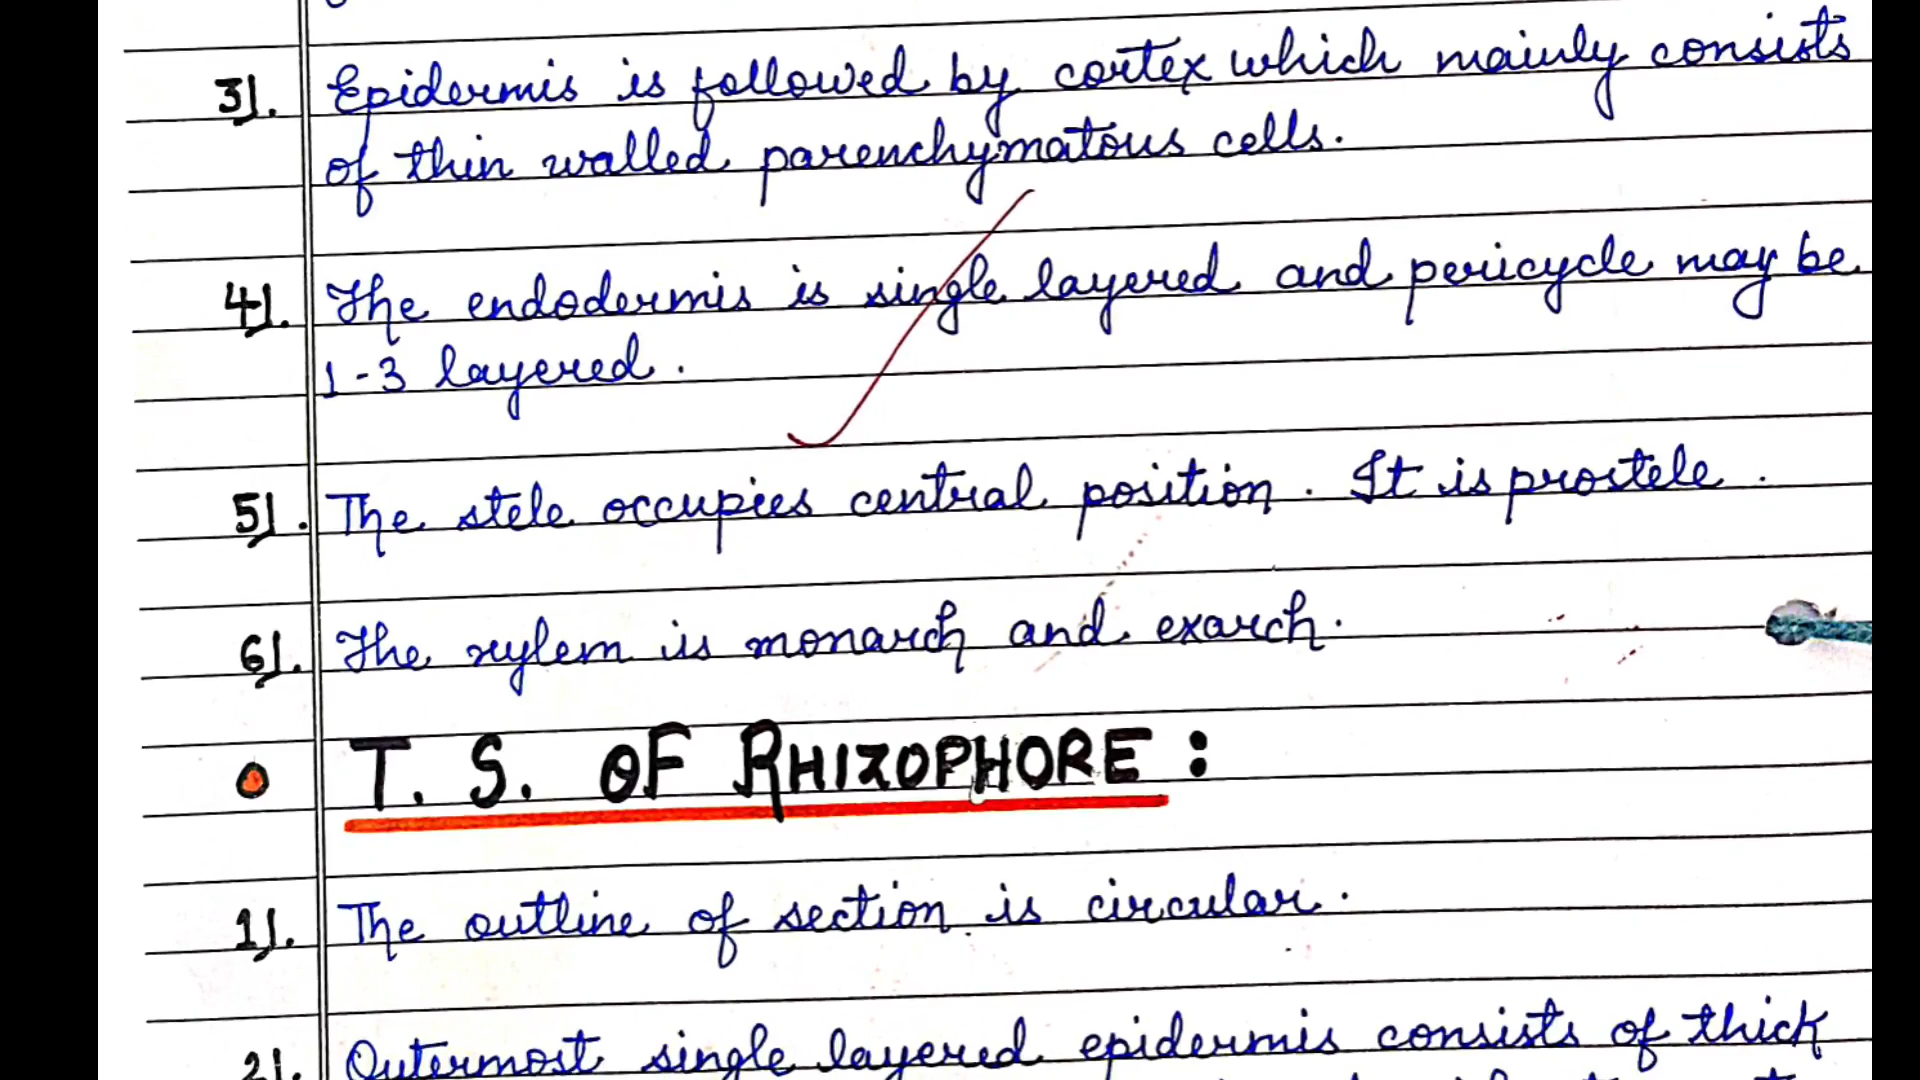 3). Epidermis is followed by cortex which mainly consists
of thin walled parenchymatous cells.
4). The endodermis is single layered and pericycle may be
1-3 layered.
5). The stele occupies central position. It is prostele.
6). The xylem is monarch and exarch.
T. S. OF RHIZOPHORE :
1). The outline of section is circular.
2). Outermost single layered epidermis consists of thick